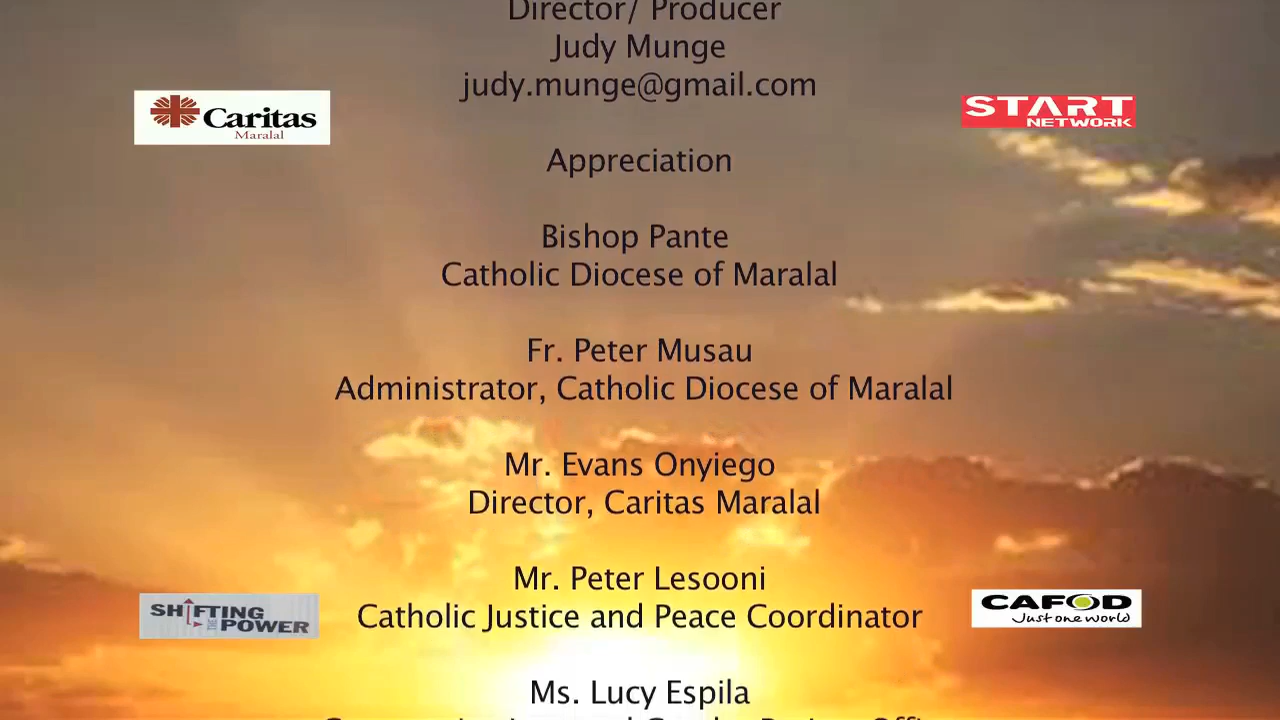 Director/ Producer
Judy Munge
judy.munge@gmail.com
Caritas
Maralal
START
NETWORK
Appreciation
Bishop Pante
Catholic Diocese of Maralal
Fr. Peter Musau
Administrator, Catholic Diocese of Maralal
Mr. Evans Onyiego
Director, Caritas Maralal
Mr. Peter Lesooni
Catholic Justice and Peace Coordinator
SHIFTING
THE POWER
CAFOD
Just one world
Ms. Lucy Espila